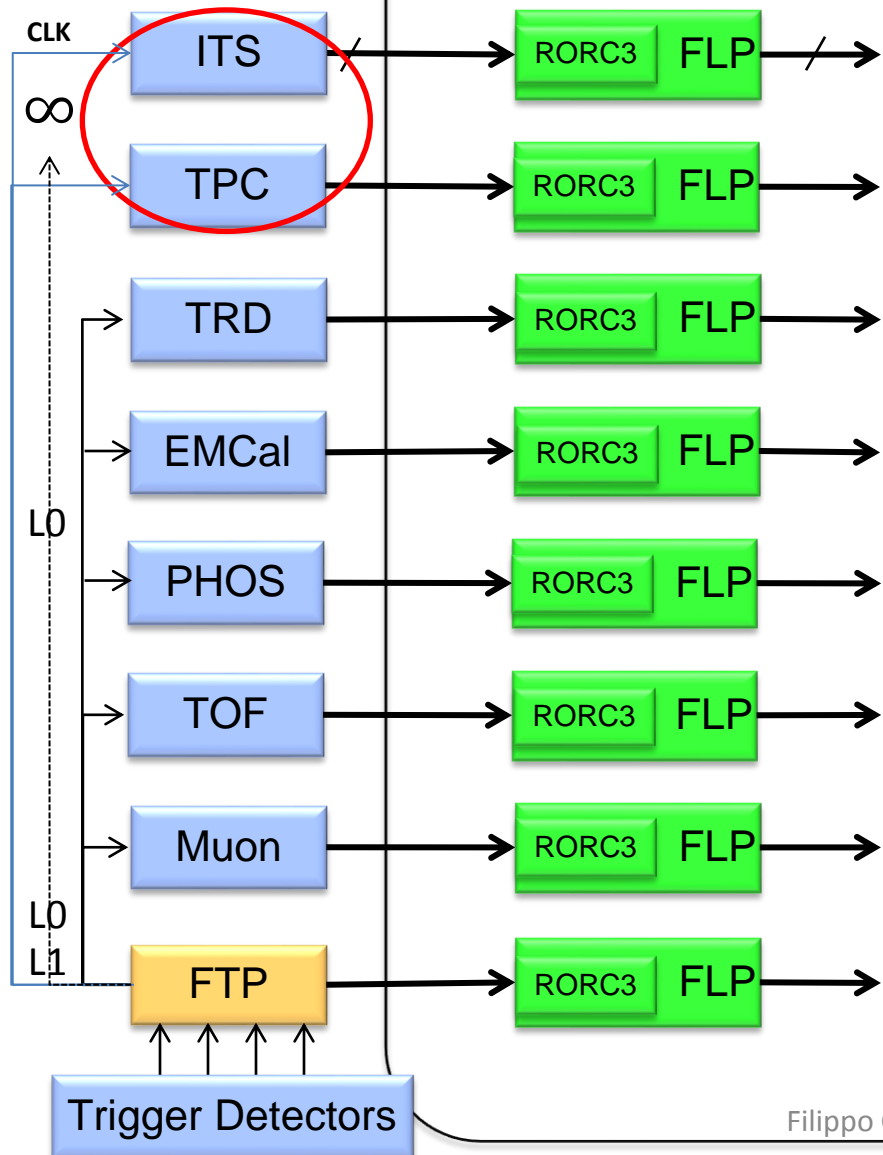 CLK
ITS
RORC3 FLP
∞
TPC
RORC3 FLP
TRD
RORC3 FLP
EMCal
RORC3 FLP
L0
PHOS
RORC3 FLP
TOF
RORC3 FLP
Muon
RORC3 FLP
L0
L1
FTP
RORC3 FLP
Trigger Detectors
Filippo